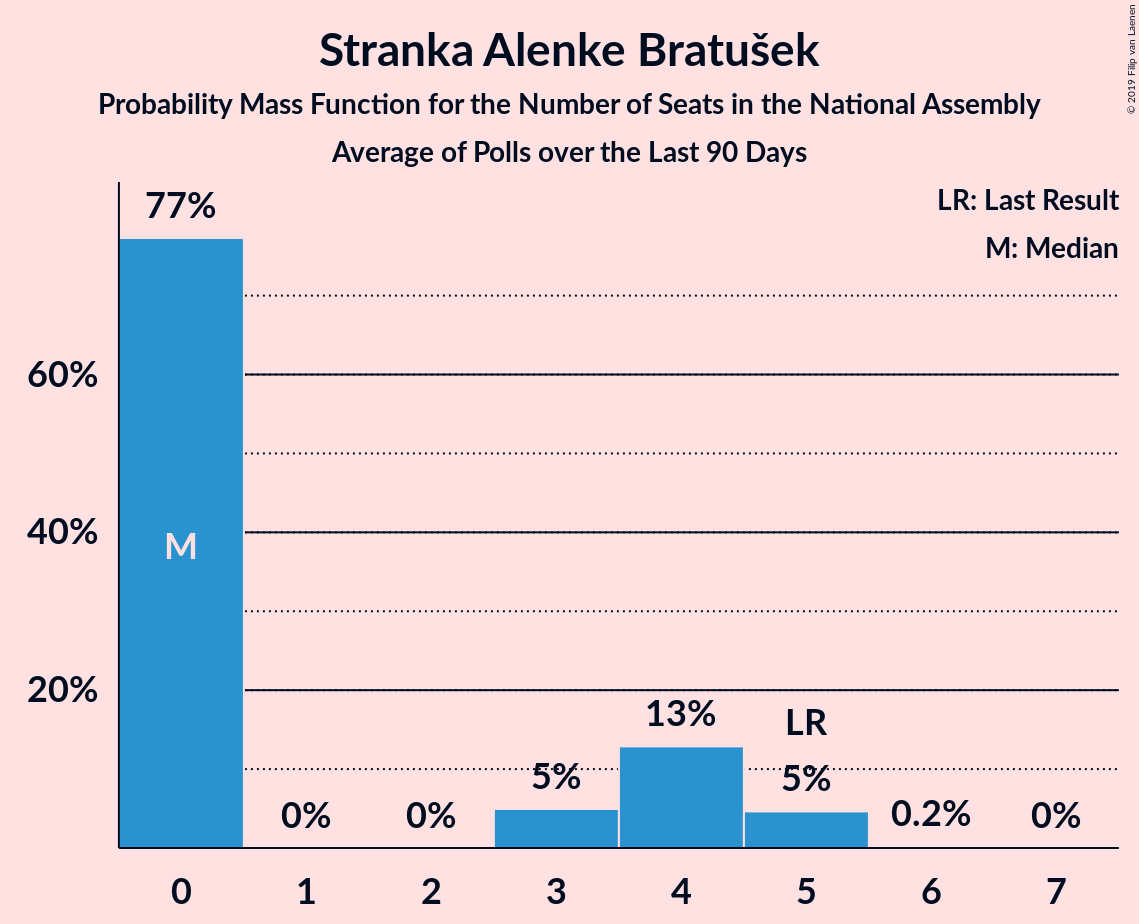 Stranka Alenke Bratušek
Probability Mass Function for the Number of Seats in the National Assembly
Average of Polls over the Last 90 Days
© 2019 Filip van Laenen
LR: Last Result
M: Median
77%
60%
40%
20%
M
0%
0%
5%
13%
LR
5%
0.2%
0%
0
1
2
3
4
5
6
7